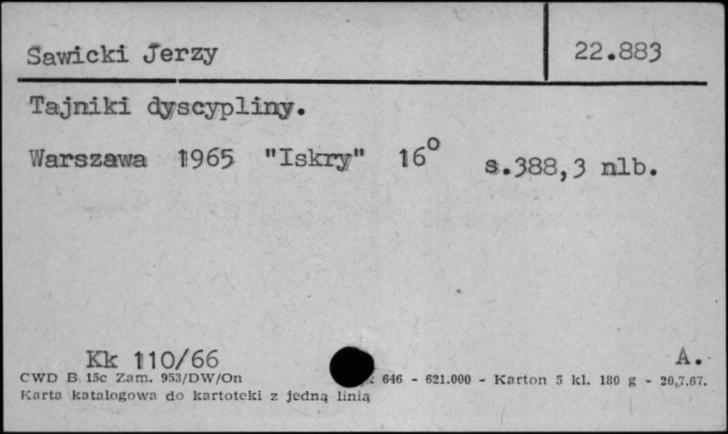 Sawicki Jerzy 22.883
Tajniki dyscypliny.
Warszawa 1965 "Iskry" 16° s.388,3 nlb.
Kk 110/66 A.
CWD B 15c Zam. 953/DW/On 646 - 621.000 - Karton 5 kl. 180 g - 20.7.67.
Karta katalogowa do kartoteki z jedną linią